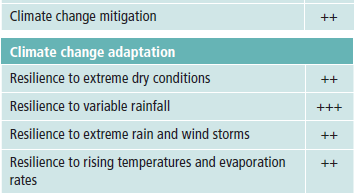 Climate change mitigation ++
Climate change adaptation
Resilience to extreme dry conditions ++
Resilience to variable rainfall +++
Resilience to extreme rain and wind storms ++
Resilience to rising temperatures and evaporation ++
rates